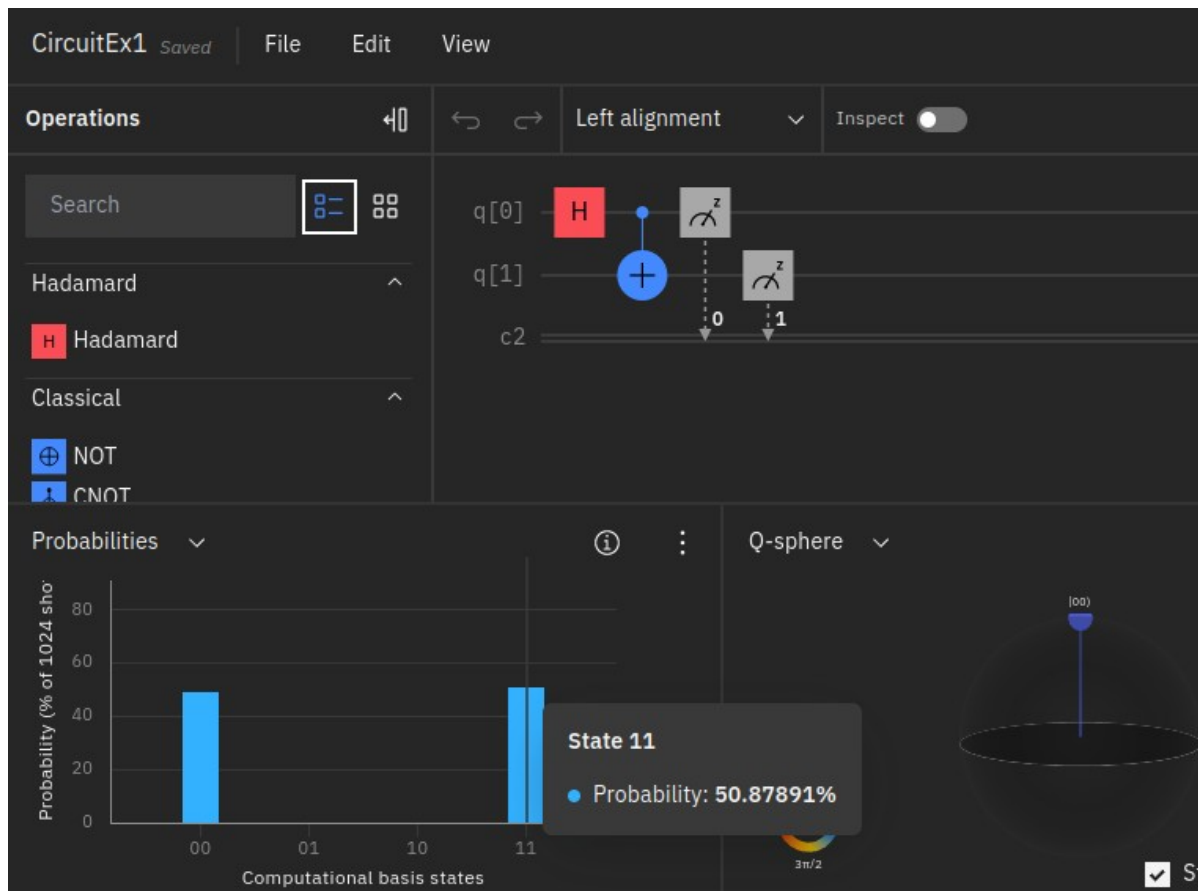 CircuitEx1 Saved File Edit View
Operations
Left alignment
Inspect
Search
Hadamard
H Hadamard
Classical
NOT
CNOT
q[0] H z
q[1] z
0 1
c2
Probabilities
Probability (% of 1024 sho
80
60
40
20
0
00 01 10 11
Computational basis states
State 11
Probability: 50.87891%
Q-sphere
|00⟩
3π/2
S